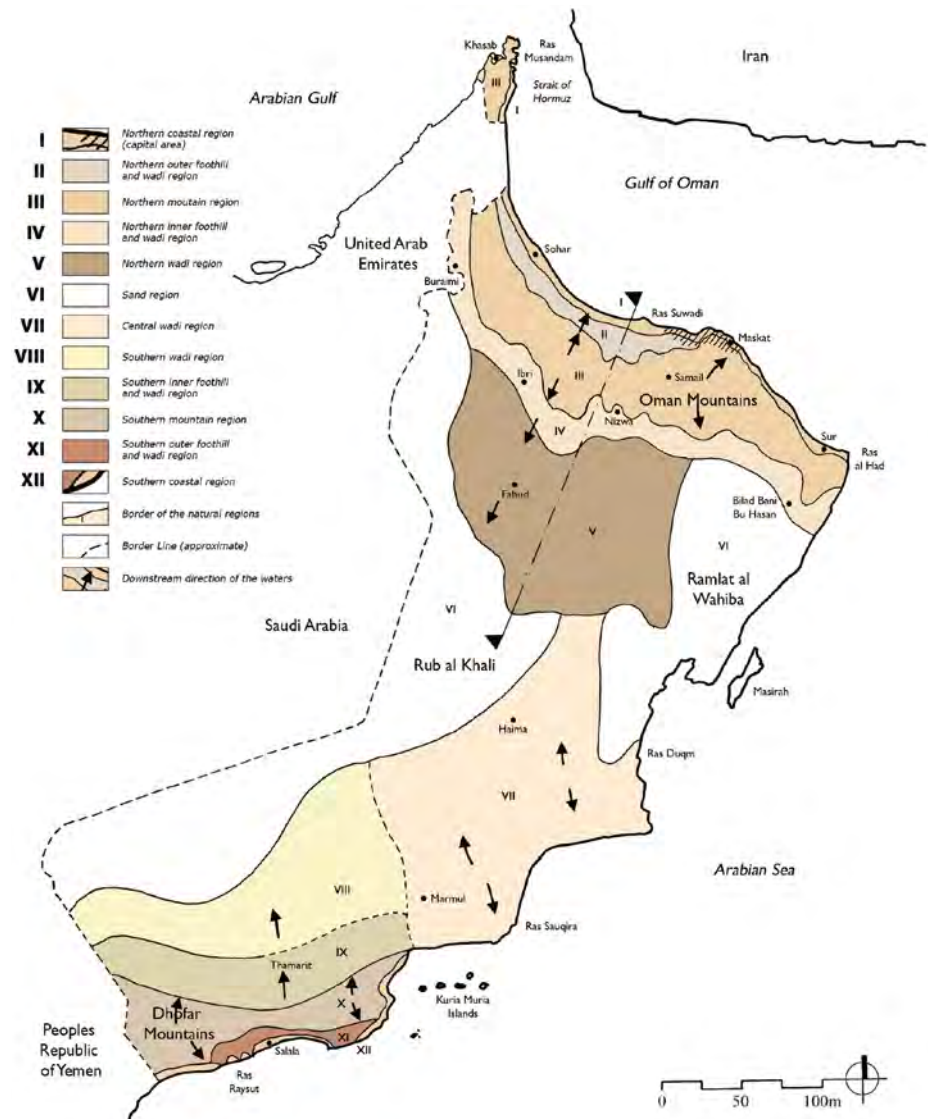 Khasab
Ras
Musandam
Iran
Arabian Gulf
III
Strait of
Hormuz
I
I
Northern coastal region
(capital area)
II
Northern outer foothill
and wadi region
III
Northern moutain region
IV
Northern inner foothill
and wadi region
V
Northern wadi region
VI
Sand region
VII
Central wadi region
VIII
Southern wadi region
IX
Southern inner foothill
and wadi region
X
Southern mountain region
XI
Southern outer foothill
and wadi region
XII
Southern coastal region
Border of the natural regions
Border Line (approximate)
Downstream direction of the waters
Gulf of Oman
United Arab
Emirates
Sohar
Buraimi
I
Ras Suwadi
II
Maskat
Ibri
III
Samail
Oman Mountains
IV
Nizwa
Sur
Ras
al Had
Fahud
Bilad Bani
Bu Hasan
V
VI
Ramlat al
Wahiba
Saudi Arabia
VI
Rub al Khali
Masirah
Haima
Ras Duqm
VII
Arabian Sea
VIII
Marmul
Ras Sauqira
IX
Thamarit
X
Kuria Muria
Islands
Dhofar
Mountains
Peoples
Republic
of Yemen
XI
Salala
XII
Ras
Raysut
0
50
100m